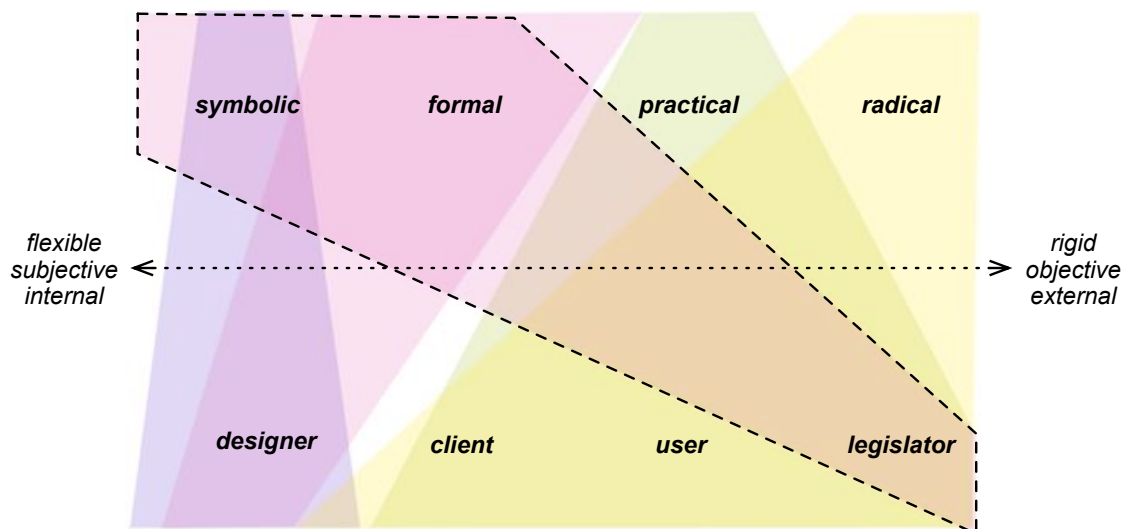 symbolic
formal
practical
radical
flexible
subjective
internal
rigid
objective
external
designer
client
user
legislator